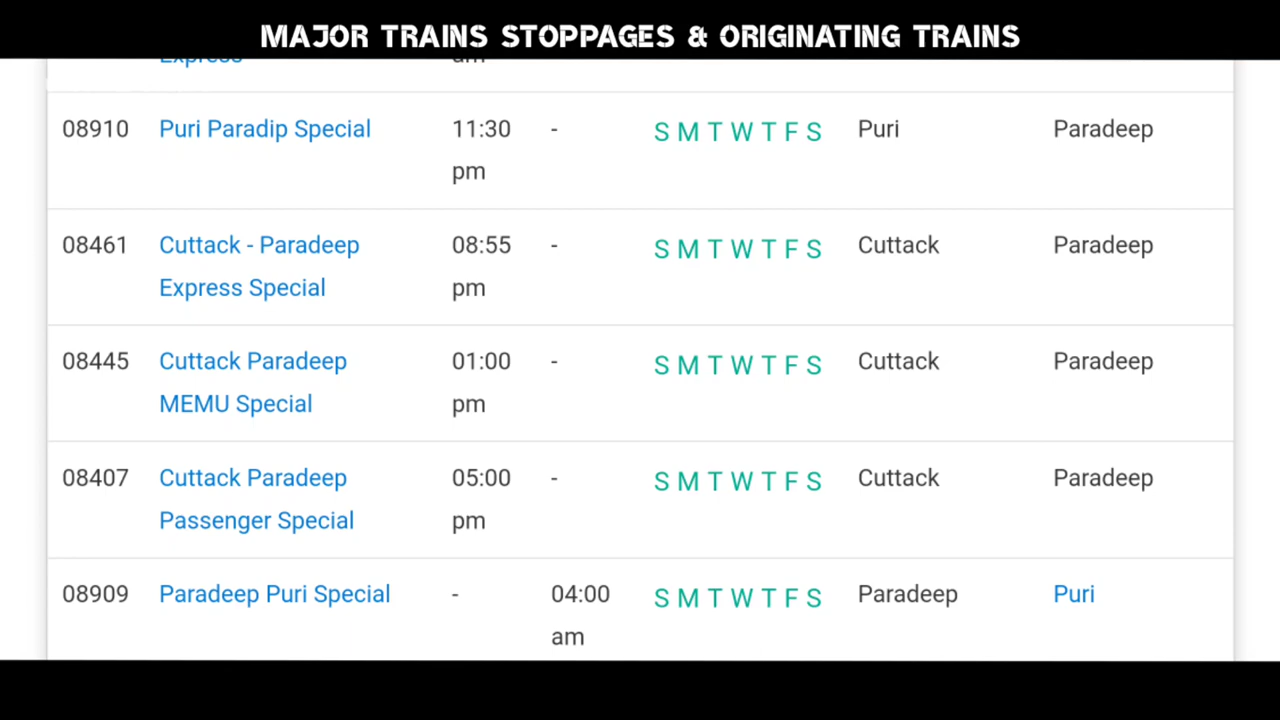 MAJOR TRAINS STOPPAGES & ORIGINATING TRAINS
Express am
08910 Puri Paradip Special 11:30 - S M T W T F S Puri Paradeep
pm
08461 Cuttack - Paradeep 08:55 - S M T W T F S Cuttack Paradeep
Express Special pm
08445 Cuttack Paradeep 01:00 - S M T W T F S Cuttack Paradeep
MEMU Special pm
08407 Cuttack Paradeep 05:00 - S M T W T F S Cuttack Paradeep
Passenger Special pm
08909 Paradeep Puri Special - 04:00 S M T W T F S Paradeep Puri
am